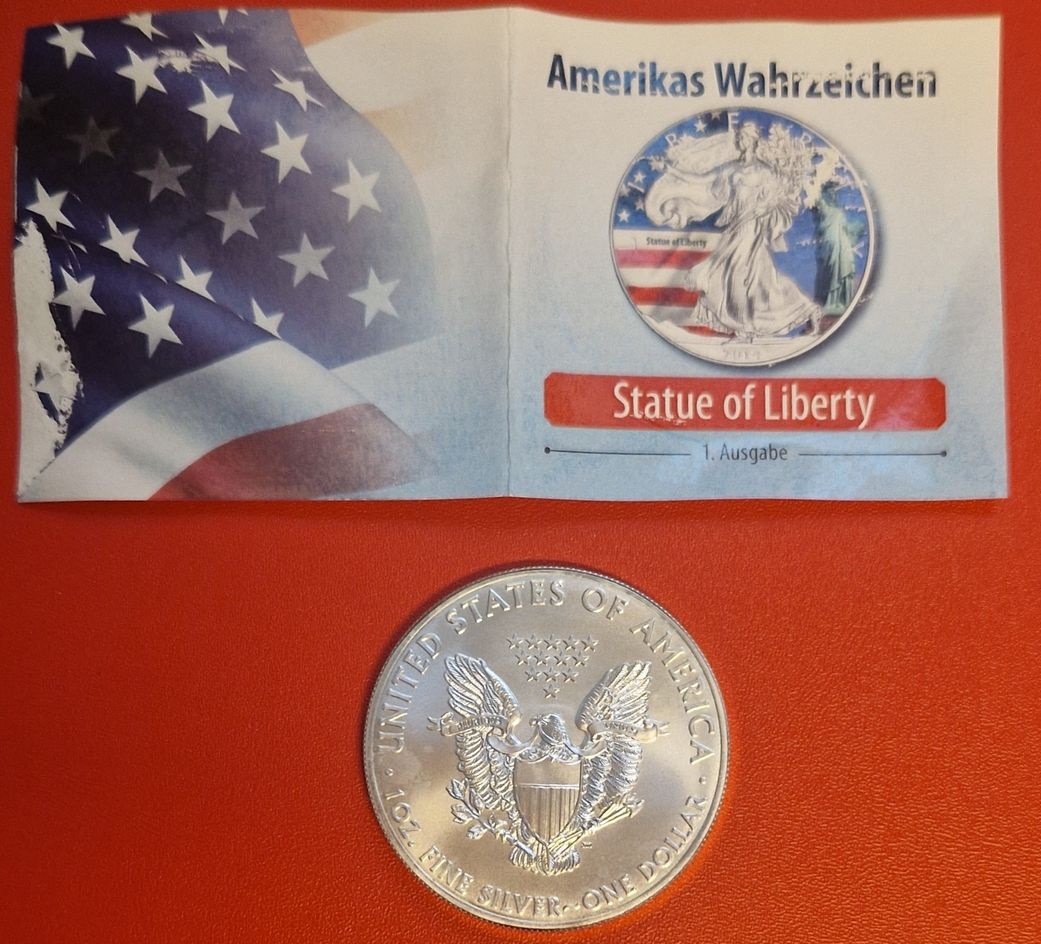 Amerikas Wahrzeichen
Statue of Liberty
Statue of Liberty
1. Ausgabe
UNITED STATES OF AMERICA
1 OZ. FINE SILVER · ONE DOLLAR